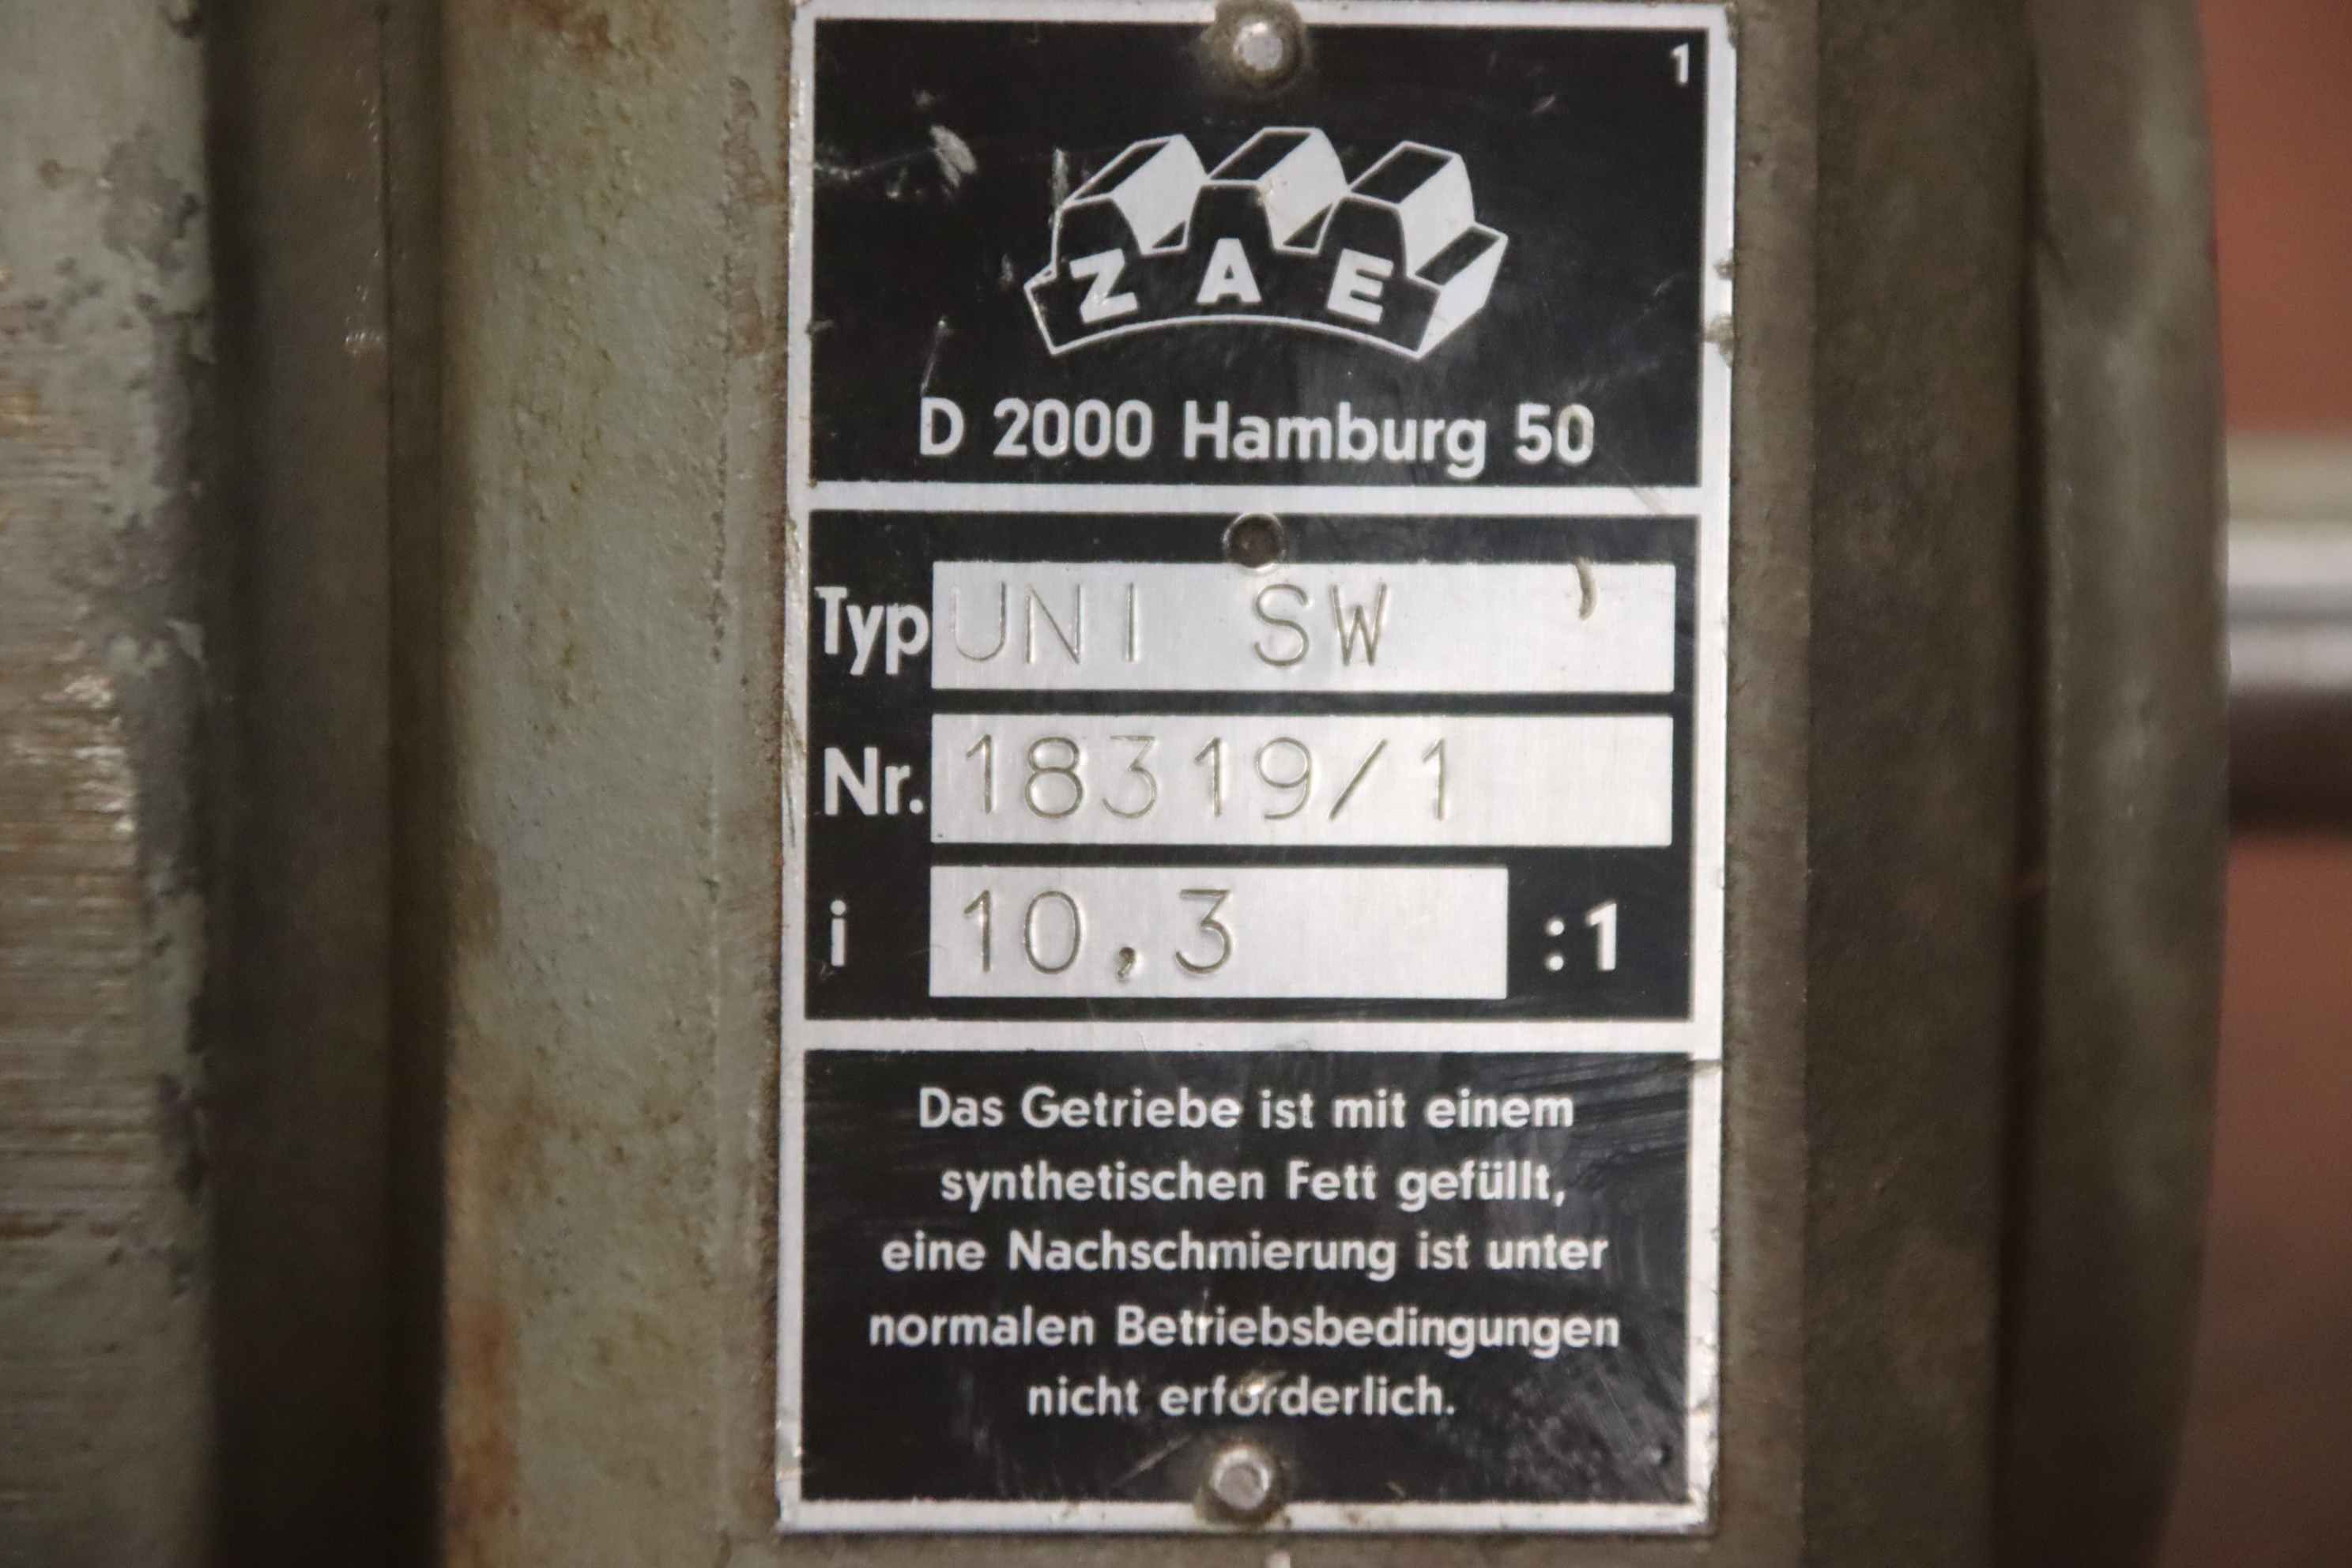 1
ZAE
D 2000 Hamburg 50
Typ UNI SW
Nr. 18319/1
i 10,3 :1
Das Getriebe ist mit einem
synthetischen Fett gefüllt,
eine Nachschmierung ist unter
normalen Betriebsbedingungen
nicht erforderlich.